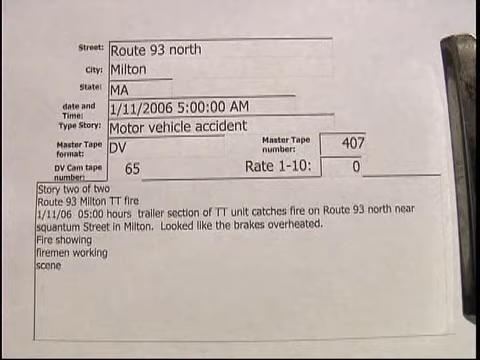 Street: Route 93 north
City: Milton
State: MA
date and Time: 1/11/2006 5:00:00 AM
Type Story: Motor vehicle accident
Master Tape format: DV Master Tape number: 407
DV Cam tape number: 65 Rate 1-10: 0
Story two of two
Route 93 Milton TT fire
1/11/06 05:00 hours trailer section of TT unit catches fire on Route 93 north near
squantum Street in Milton. Looked like the brakes overheated.
Fire showing
firemen working
scene